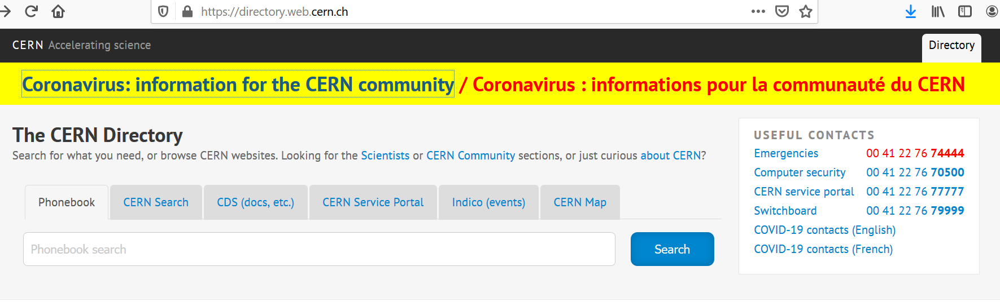 https://directory.web.cern.ch
CERN Accelerating science
Directory
Coronavirus: information for the CERN community / Coronavirus : informations pour la communauté du CERN
The CERN Directory
Search for what you need, or browse CERN websites. Looking for the Scientists or CERN Community sections, or just curious about CERN?
Phonebook
CERN Search
CDS (docs, etc.)
CERN Service Portal
Indico (events)
CERN Map
Phonebook search
Search
USEFUL CONTACTS
Emergencies 00 41 22 76 74444
Computer security 00 41 22 76 70500
CERN service portal 00 41 22 76 77777
Switchboard 00 41 22 76 79999
COVID-19 contacts (English)
COVID-19 contacts (French)